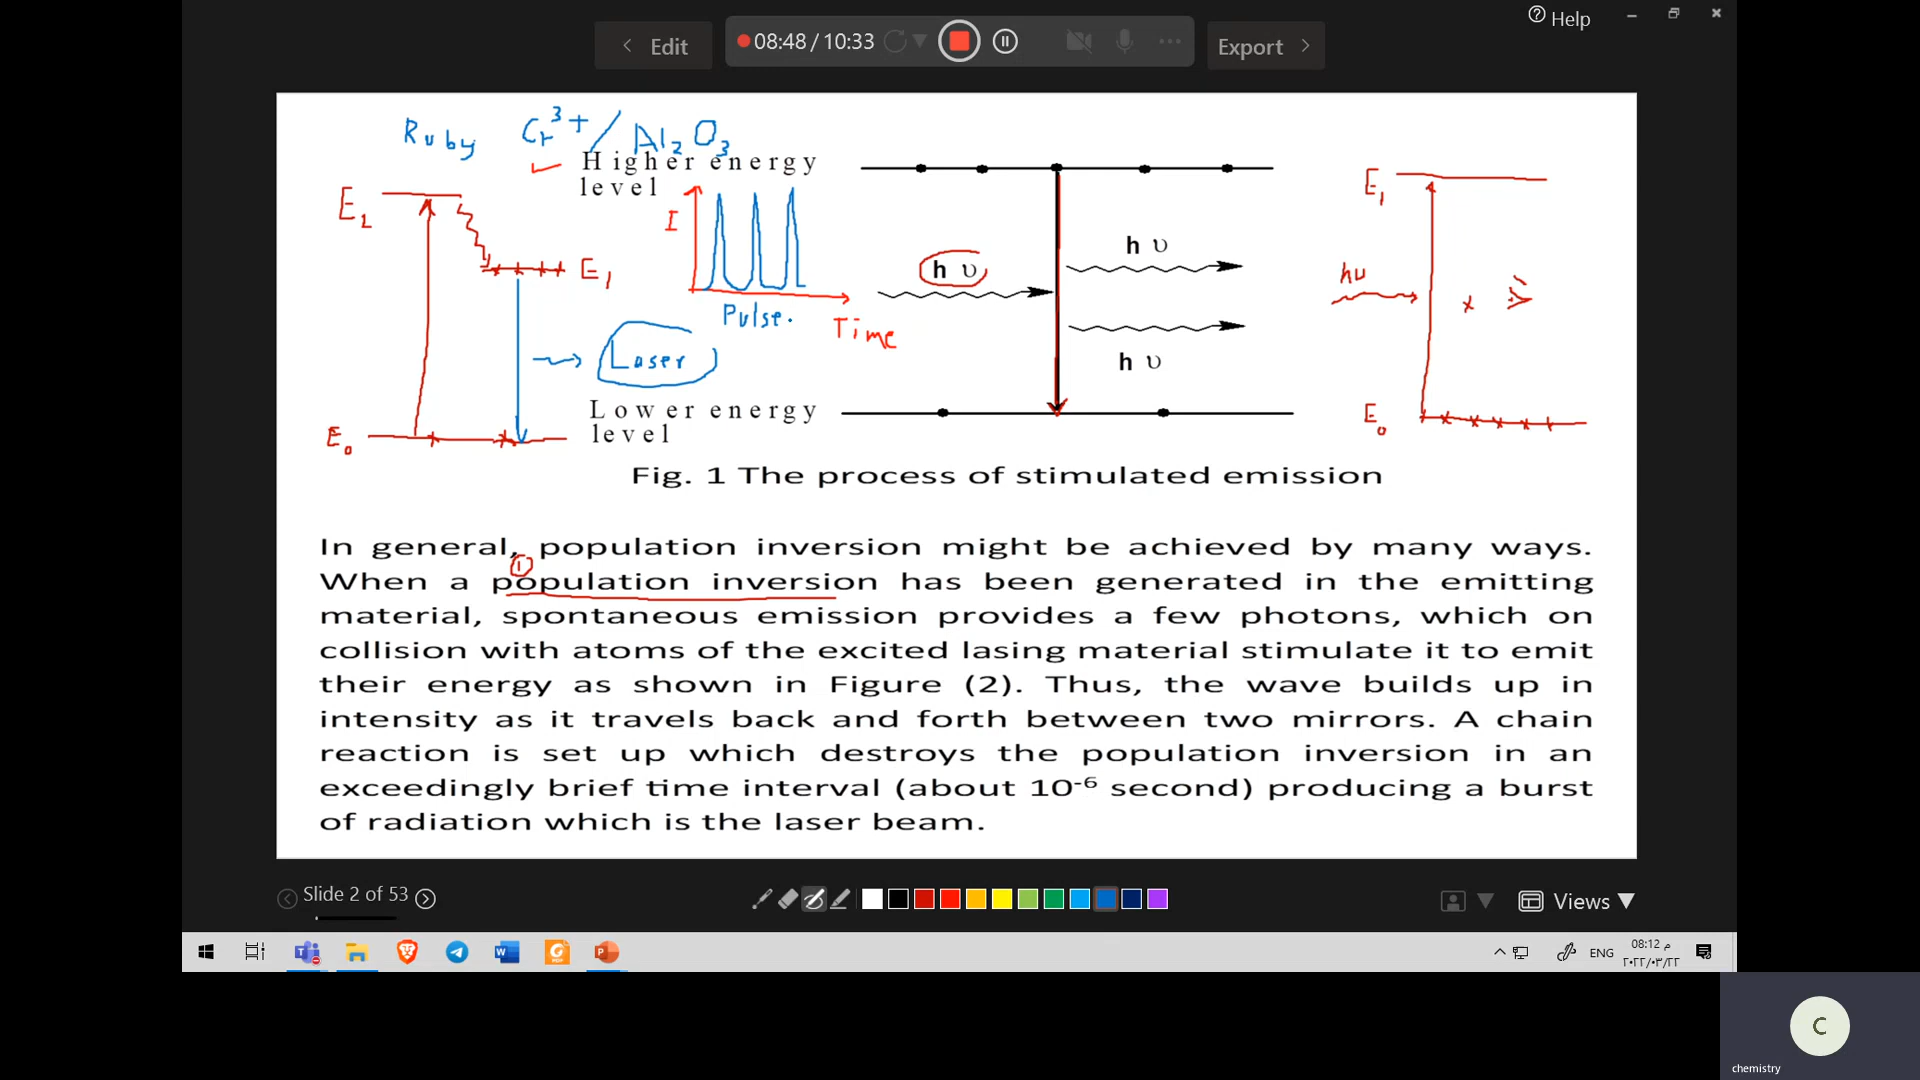 Help
Edit
08:48 / 10:33
Export
Ruby Cr3+/Al2O3
Higher energy
level
E2
E1
I
Pulse.
Time
Laser
E0
Lower energy
level
h υ
h υ
h υ
E1
hυ
E0
Fig. 1 The process of stimulated emission
In general, population inversion might be achieved by many ways.
1
When a population inversion has been generated in the emitting
material, spontaneous emission provides a few photons, which on
collision with atoms of the excited lasing material stimulate it to emit
their energy as shown in Figure (2). Thus, the wave builds up in
intensity as it travels back and forth between two mirrors. A chain
reaction is set up which destroys the population inversion in an
exceedingly brief time interval (about 10-6 second) producing a burst
of radiation which is the laser beam.
Slide 2 of 53
Views
ENG
08:12 م
٢٠٢٢/٠٣/٢٢
C
chemistry